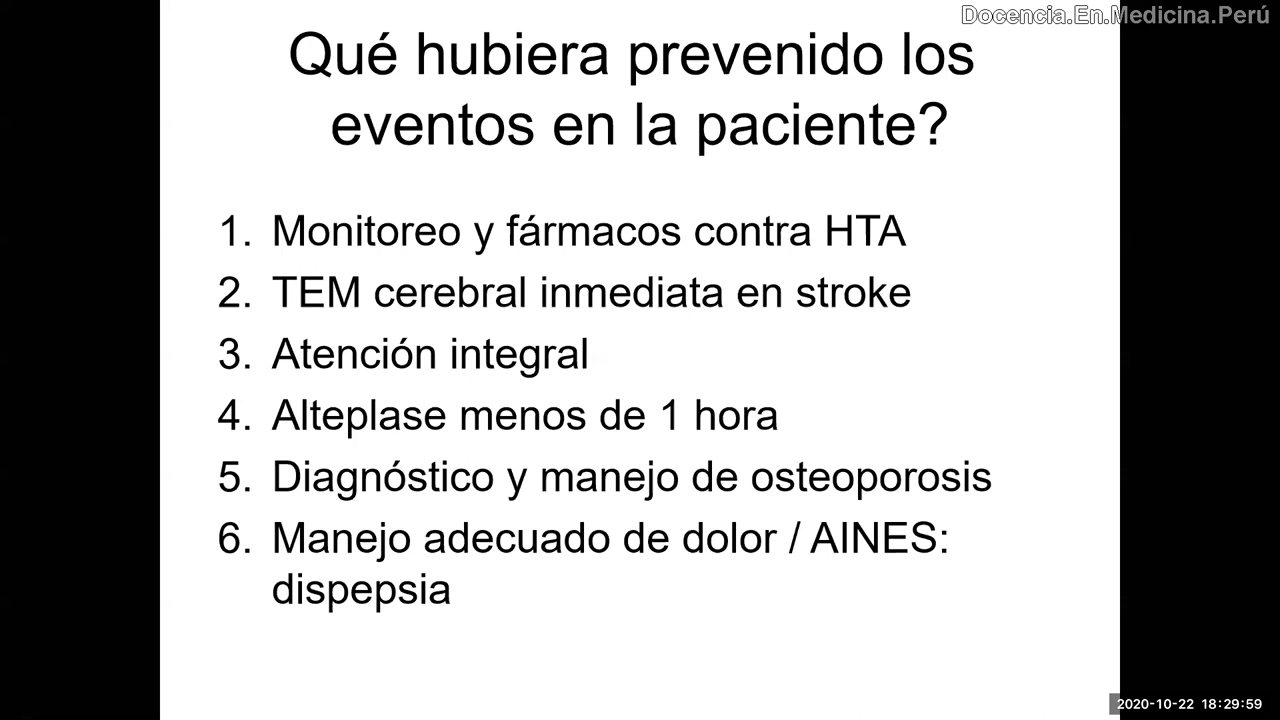 Docencia.En.Medicina.Perú
Qué hubiera prevenido los
eventos en la paciente?
1. Monitoreo y fármacos contra HTA
2. TEM cerebral inmediata en stroke
3. Atención integral
4. Alteplase menos de 1 hora
5. Diagnóstico y manejo de osteoporosis
6. Manejo adecuado de dolor / AINES:
dispepsia
2020-10-22 18:29:59